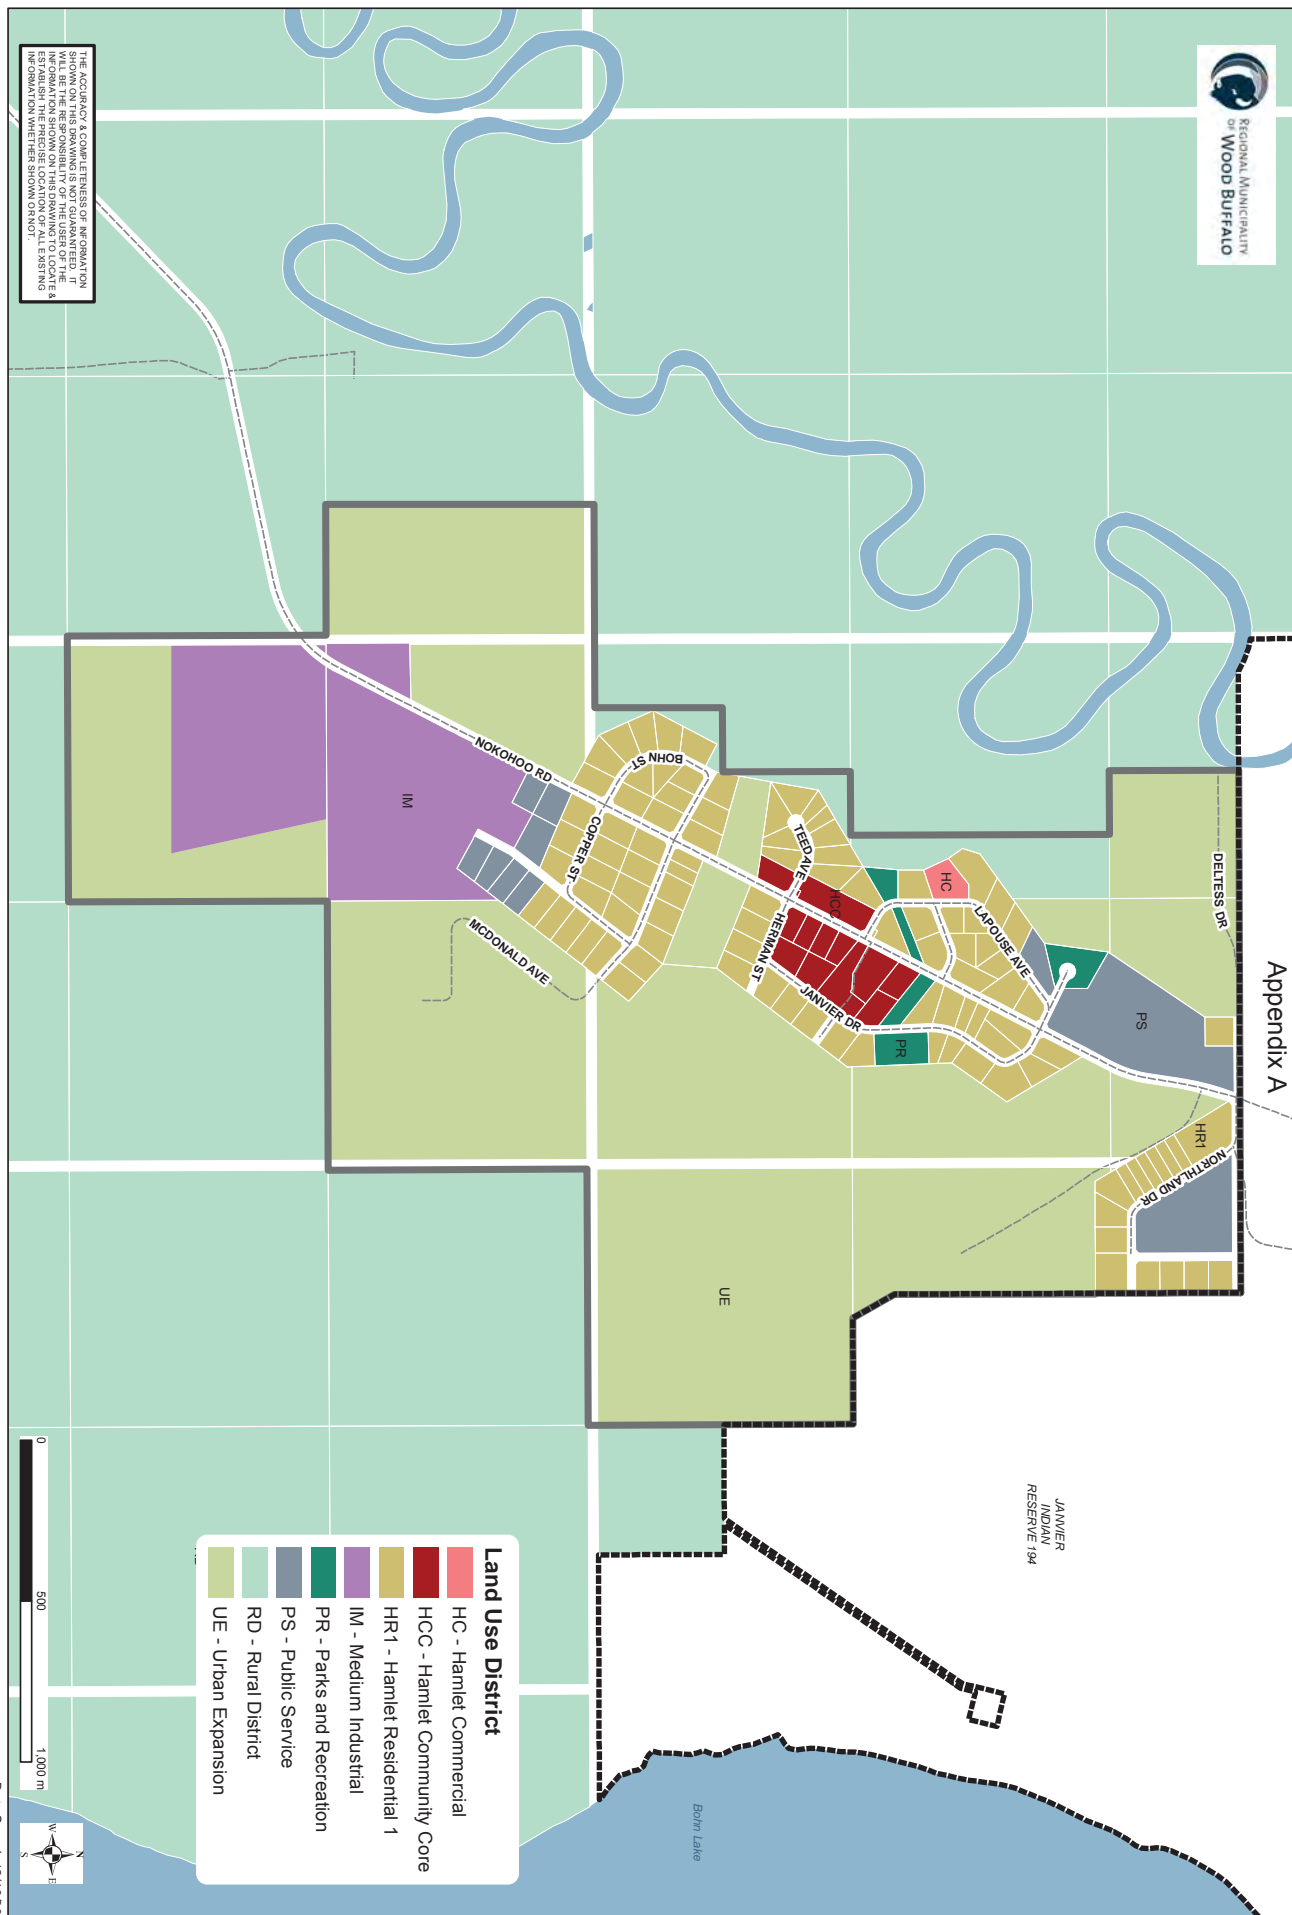 Appendix A
REGIONAL MUNICIPALITY
OF WOOD BUFFALO
DELTESS DR
PS
HR1
NORTHLAND DR
LAPOUSE AVE
HC
PR
JANVIER DR
HCC
TEED AVE
HERMAN ST
BOHN ST
COPPER ST
NOKOHOO RD
MCDONALD AVE
IM
UE
JANVIER
INDIAN
RESERVE 194
Bohn Lake
THE ACCURACY & COMPLETENESS OF INFORMATION
SHOWN ON THIS DRAWING IS NOT GUARANTEED. IT
WILL BE THE RESPONSIBILITY OF THE USER OF THE
INFORMATION SHOWN ON THIS DRAWING TO LOCATE &
ESTABLISH THE PRECISE LOCATION OF ALL EXISTING
INFORMATION WHETHER SHOWN OR NOT.
Land Use District
HC - Hamlet Commercial
HCC - Hamlet Community Core
HR1 - Hamlet Residential 1
IM - Medium Industrial
PR - Parks and Recreation
PS - Public Service
RD - Rural District
UE - Urban Expansion
0 500 1,000 m
N
W E
S